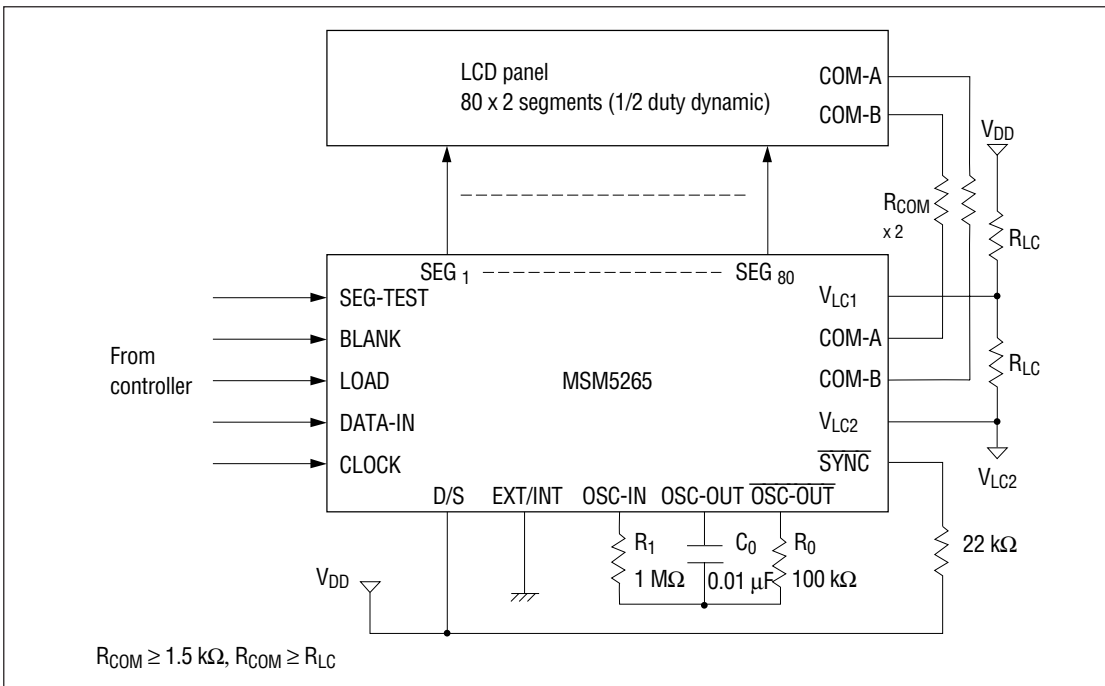 LCD panel
80 x 2 segments (1/2 duty dynamic)
COM-A
COM-B
V_DD
R_COM
x 2
R_LC
SEG 1
SEG 80
SEG-TEST
BLANK
LOAD
DATA-IN
CLOCK
From
controller
MSM5265
V_LC1
COM-A
COM-B
R_LC
V_LC2
SYNC
V_LC2
D/S EXT/INT OSC-IN OSC-OUT OSC-OUT
R_1
1 MΩ
C_0
0.01 μF
R_0
100 kΩ
22 kΩ
V_DD
R_COM ≥ 1.5 kΩ, R_COM ≥ R_LC